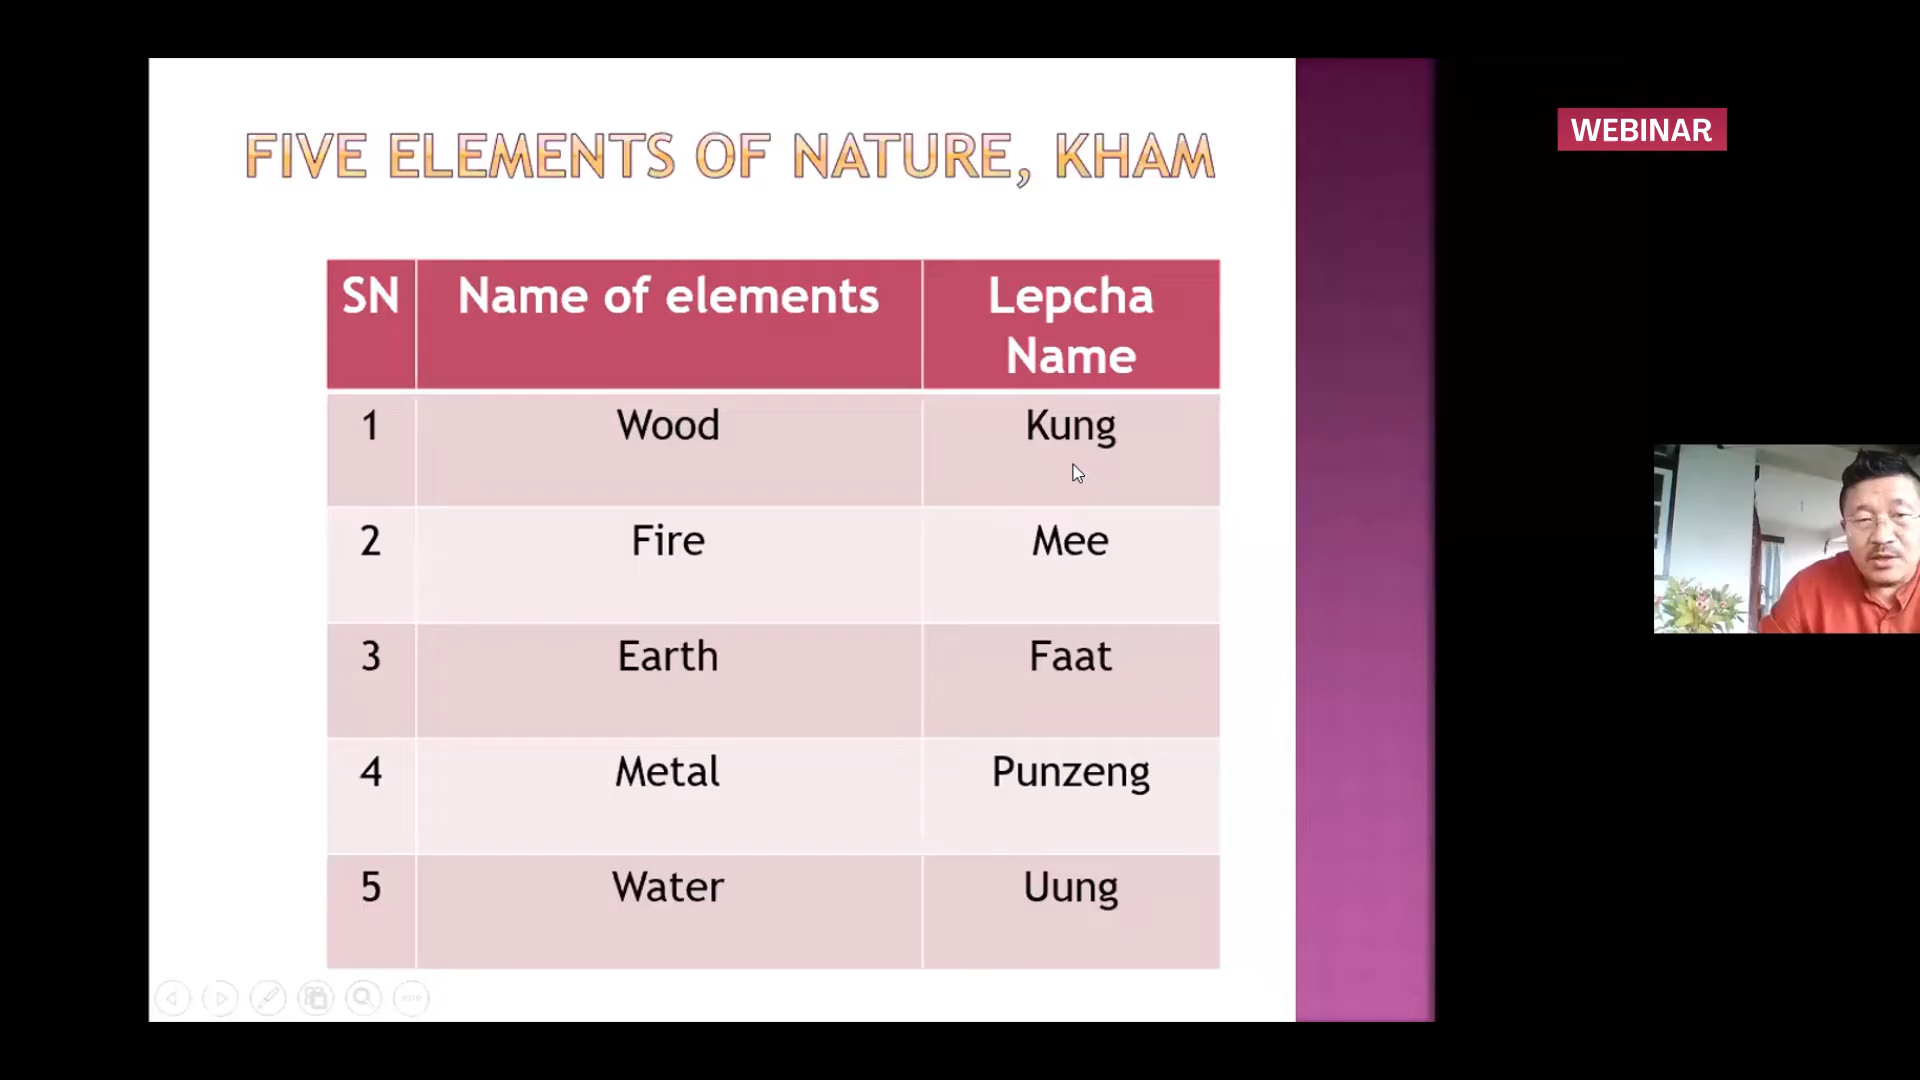 FIVE ELEMENTS OF NATURE, KHAM
WEBINAR
SN Name of elements Lepcha
Name
1 Wood Kung
2 Fire Mee
3 Earth Faat
4 Metal Punzeng
5 Water Uung